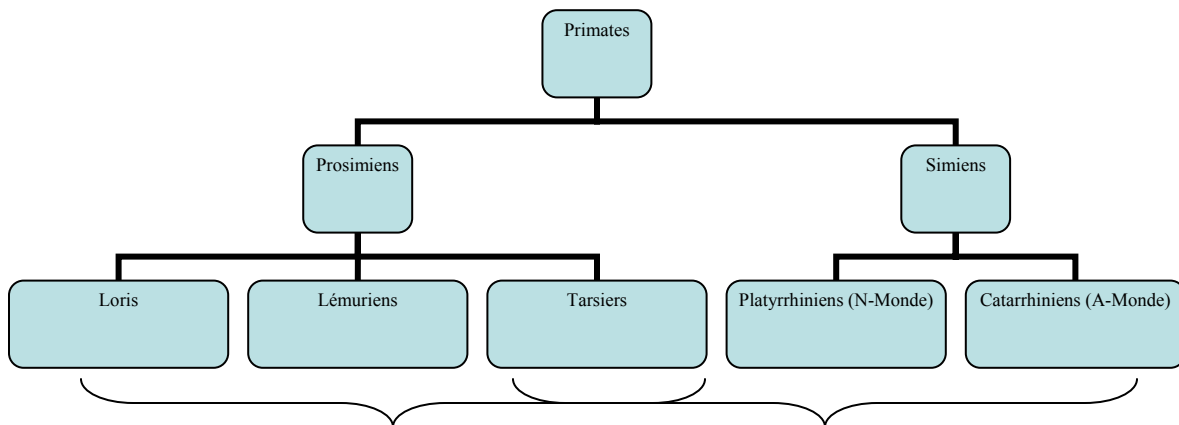 Primates
Prosimiens
Simiens
Loris
Lémuriens
Tarsiers
Platyrrhiniens (N-Monde)
Catarrhiniens (A-Monde)